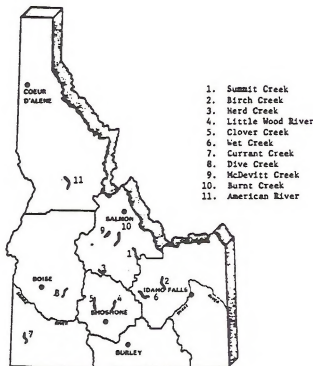 COEUR
D'ALENE
11
1. Summit Creek
2. Birch Creek
3. Herd Creek
4. Little Wood River
5. Clover Creek
6. Wet Creek
7. Currant Creek
8. Dive Creek
9. McDevitt Creek
10. Burnt Creek
11. American River
SALMON
9
10
1
3
2
BOISE
8
IDAHO FALLS
6
5
4
SHOSHONE
7
BURLEY